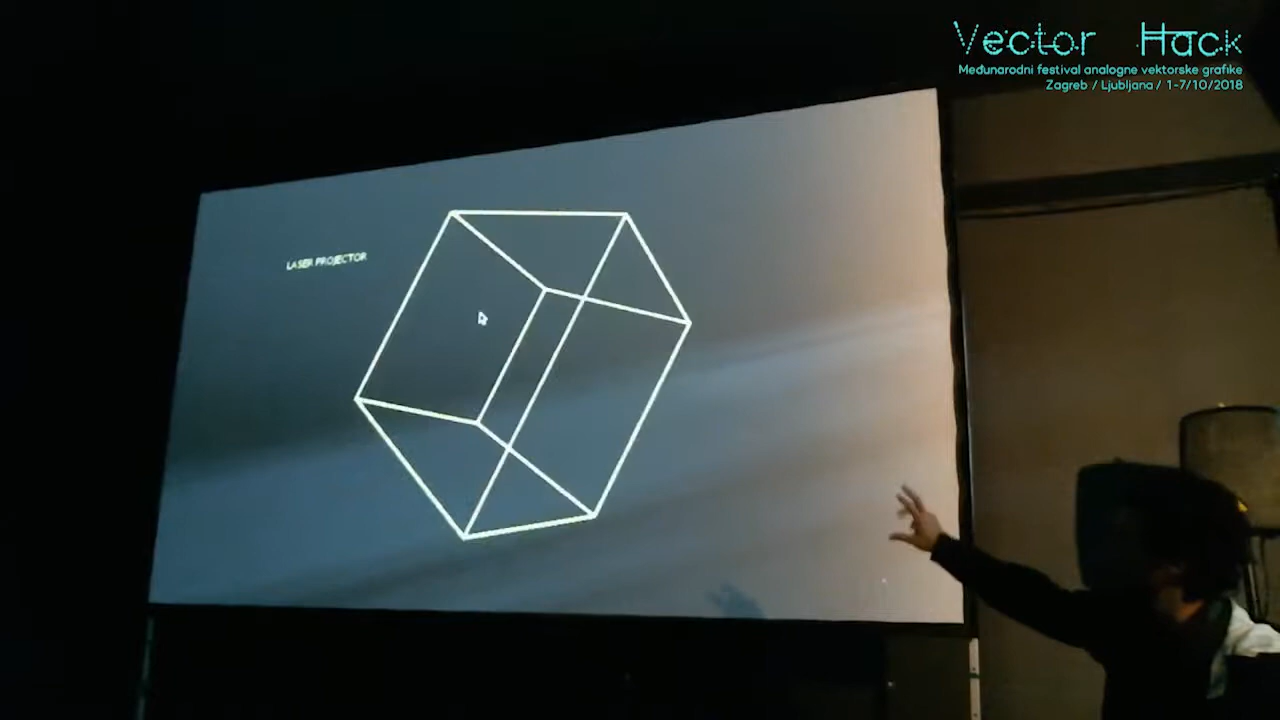 Vector Hack
Međunarodni festival analogne vektorske grafike
Zagreb / Ljubljana / 1-7/10/2018
LASER PROJECTOR